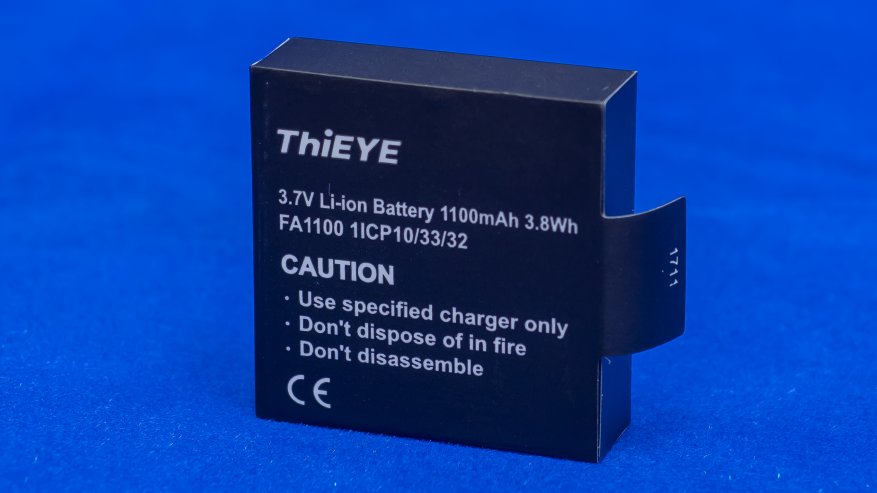 ThiEYE
3.7V Li-ion Battery 1100mAh 3.8Wh
FA1100 1ICP10/33/32
CAUTION
· Use specified charger only
· Don't dispose of in fire
· Don't disassemble
CE
1711